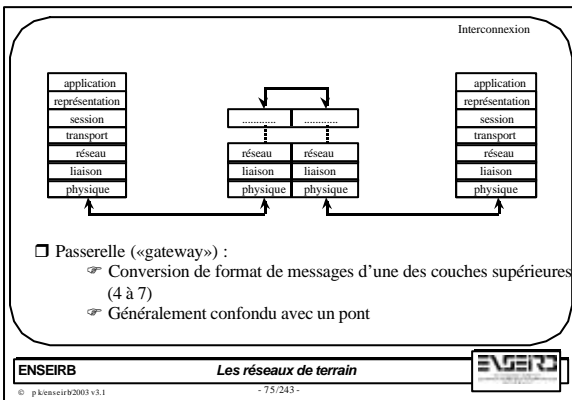 Interconnexion
application
représentation
session
transport
réseau
liaison
physique
............ ............
réseau réseau
liaison liaison
physique physique
application
représentation
session
transport
réseau
liaison
physique
Passerelle («gateway») :
Conversion de format de messages d’une des couches supérieures
(4 à 7)
Généralement confondu avec un pont
ENSEIRB
Les réseaux de terrain
ENSEIRB
© pk/enseirb/2003 v3.1
- 75/243 -